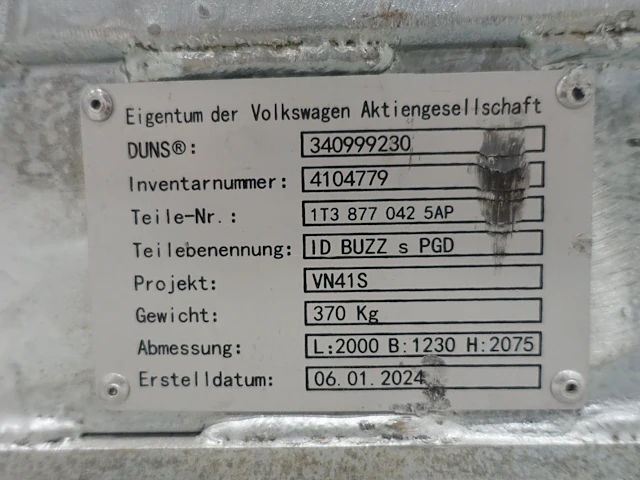 Eigentum der Volkswagen Aktiengesellschaft
DUNS®: 340999230
Inventarnummer: 4104779
Teile-Nr.: 1T3 877 042 5AP
Teilebenennung: ID BUZZ s PGD
Projekt: VN41S
Gewicht: 370 Kg
Abmessung: L:2000 B:1230 H:2075
Erstelldatum: 06.01.2024